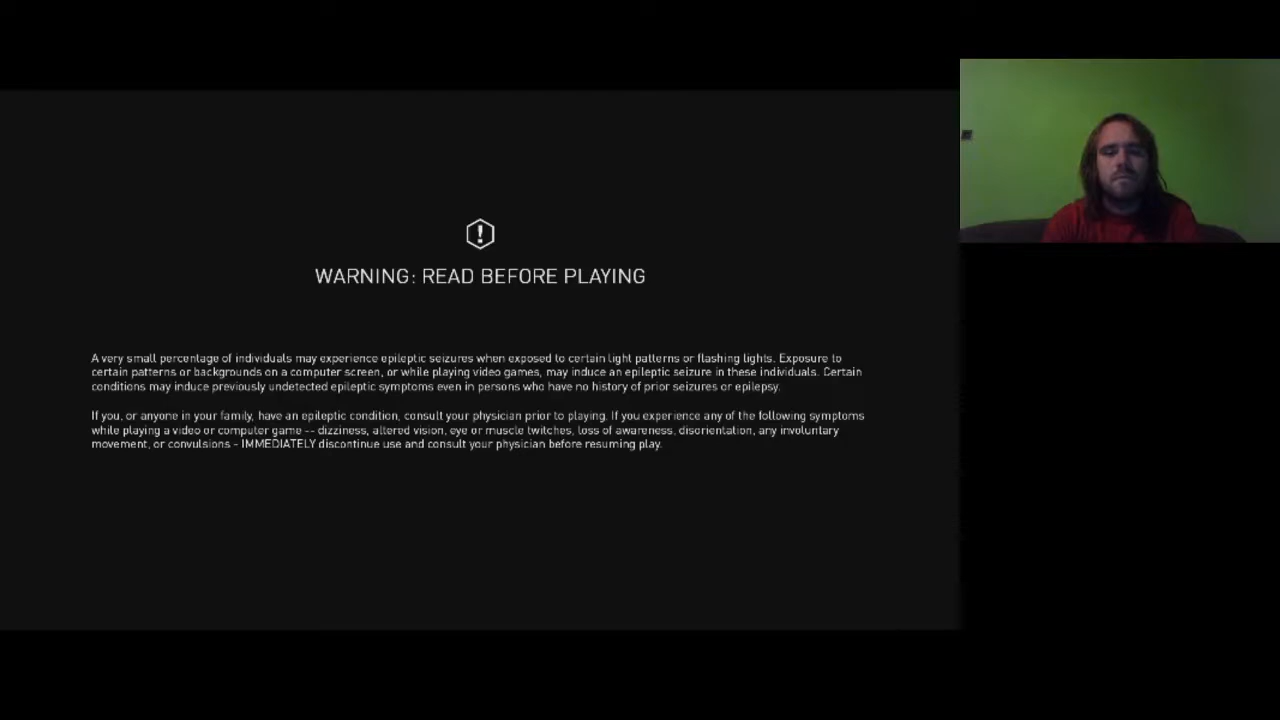 WARNING: READ BEFORE PLAYING
A very small percentage of individuals may experience epileptic seizures when exposed to certain light patterns or flashing lights. Exposure to
certain patterns or backgrounds on a computer screen, or while playing video games, may induce an epileptic seizure in these individuals. Certain
conditions may induce previously undetected epileptic symptoms even in persons who have no history of prior seizures or epilepsy.
If you, or anyone in your family, have an epileptic condition, consult your physician prior to playing. If you experience any of the following symptoms
while playing a video or computer game -- dizziness, altered vision, eye or muscle twitches, loss of awareness, disorientation, any involuntary
movement, or convulsions - IMMEDIATELY discontinue use and consult your physician before resuming play.